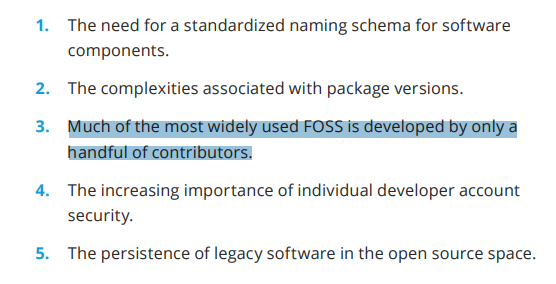 1. The need for a standardized naming schema for software
components.
2. The complexities associated with package versions.
3. Much of the most widely used FOSS is developed by only a
handful of contributors.
4. The increasing importance of individual developer account
security.
5. The persistence of legacy software in the open source space.